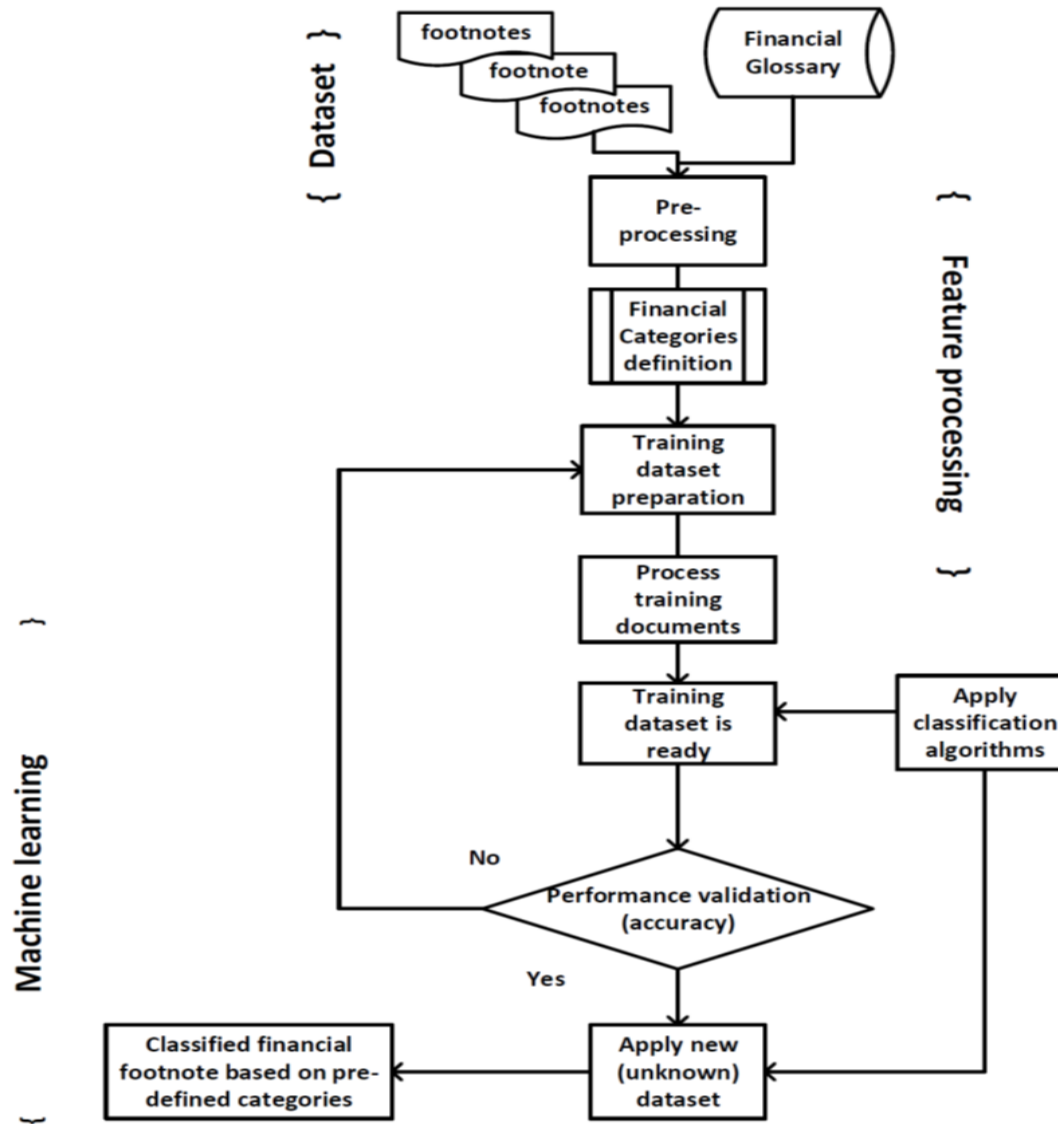 { Dataset }
footnotes
footnote
footnotes
Financial
Glossary
Pre-
processing
{ Feature processing }
Financial
Categories
definition
Training
dataset
preparation
Process
training
documents
Training
dataset is
ready
Apply
classification
algorithms
{ Machine learning }
No
Performance validation
(accuracy)
Yes
Classified financial
footnote based on pre-
defined categories
Apply new
(unknown)
dataset